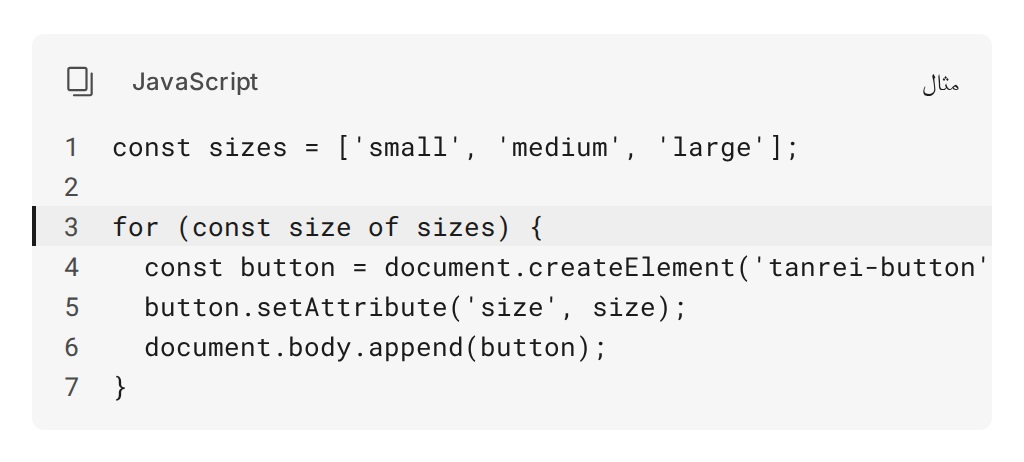 JavaScript
مثال
1 const sizes = ['small', 'medium', 'large'];
2
3 for (const size of sizes) {
4   const button = document.createElement('tanrei-button'
5   button.setAttribute('size', size);
6   document.body.append(button);
7 }